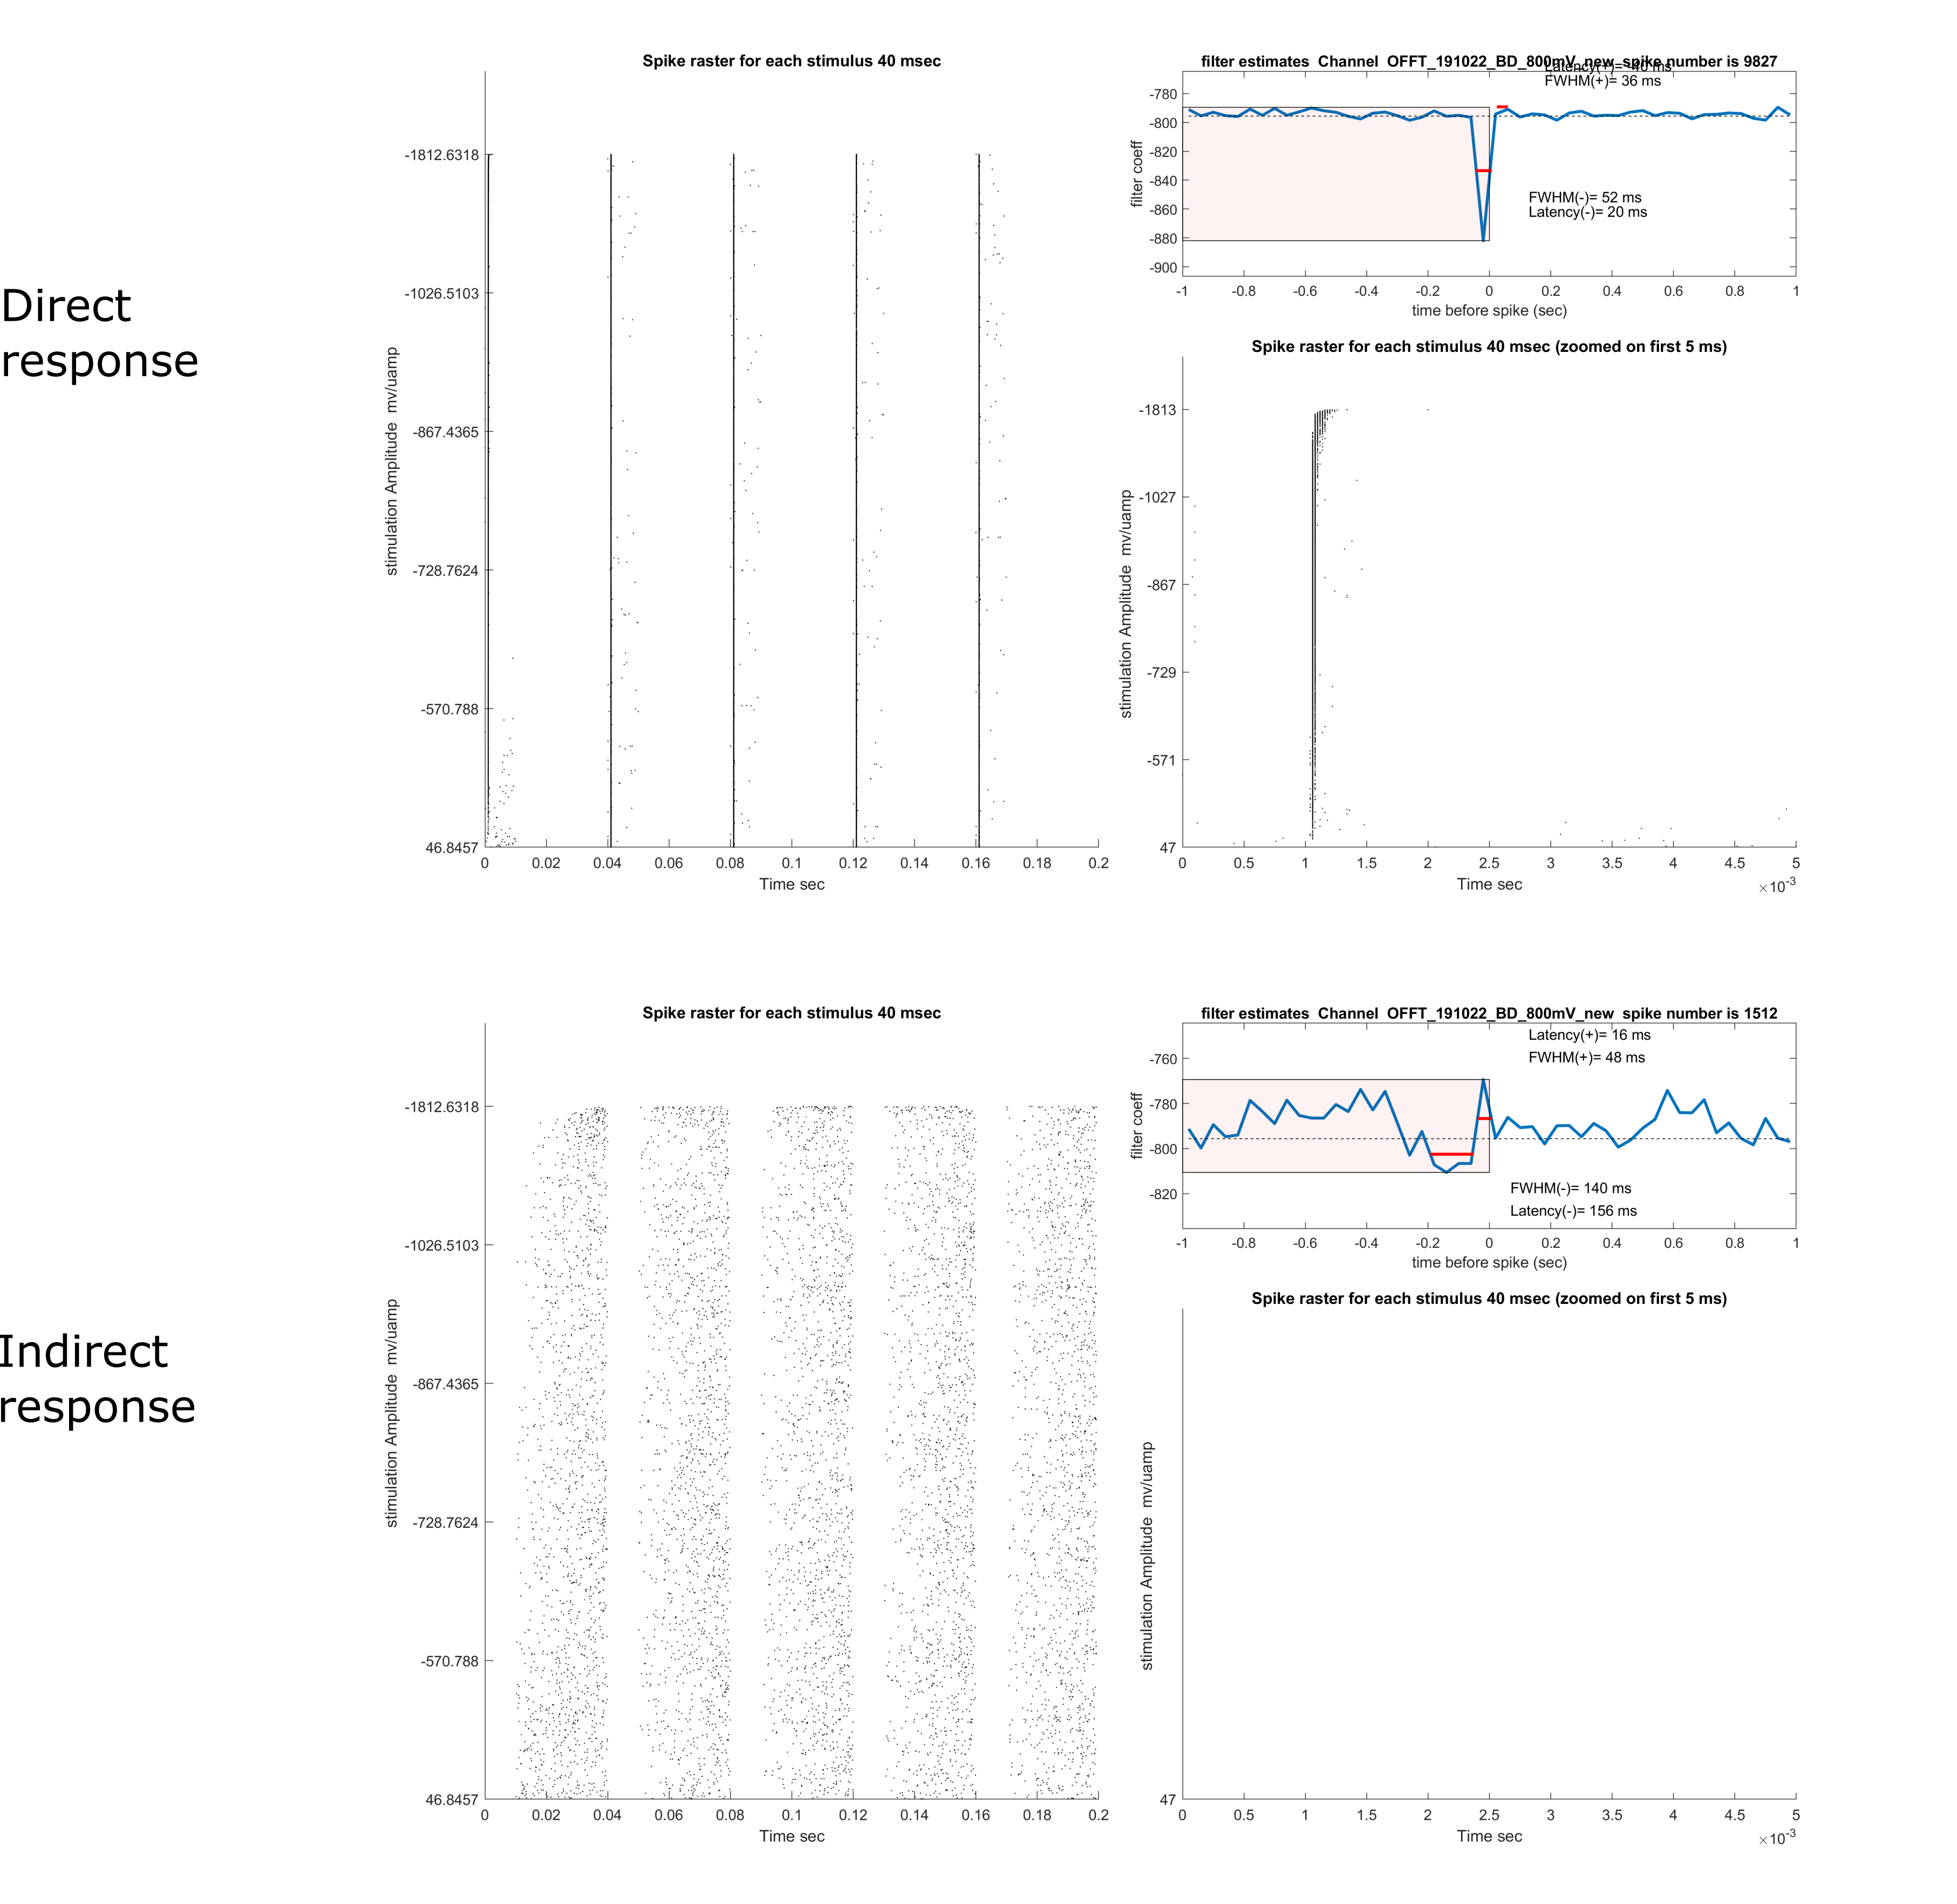 Direct
response
Spike raster for each stimulus 40 msec
stimulation Amplitude  mv/uamp
-1812.6318
-1026.5103
-867.4365
-728.7624
-570.788
46.8457
0 0.02 0.04 0.06 0.08 0.1 0.12 0.14 0.16 0.18 0.2
Time sec
filter estimates  Channel  OFFT_191022_BD_800mV_new  spike number is 9827
Latency(+)= -40 ms
FWHM(+)= 36 ms
filter coeff
-780
-800
-820
-840
-860
-880
-900
FWHM(-)= 52 ms
Latency(-)= 20 ms
-1 -0.8 -0.6 -0.4 -0.2 0 0.2 0.4 0.6 0.8 1
time before spike (sec)
Spike raster for each stimulus 40 msec (zoomed on first 5 ms)
stimulation Amplitude  mv/uamp
-1813
-1027
-867
-729
-571
47
0 0.5 1 1.5 2 2.5 3 3.5 4 4.5 5
Time sec
×10-3
Indirect
response
Spike raster for each stimulus 40 msec
stimulation Amplitude  mv/uamp
-1812.6318
-1026.5103
-867.4365
-728.7624
-570.788
46.8457
0 0.02 0.04 0.06 0.08 0.1 0.12 0.14 0.16 0.18 0.2
Time sec
filter estimates  Channel  OFFT_191022_BD_800mV_new  spike number is 1512
Latency(+)= 16 ms
FWHM(+)= 48 ms
filter coeff
-760
-780
-800
-820
FWHM(-)= 140 ms
Latency(-)= 156 ms
-1 -0.8 -0.6 -0.4 -0.2 0 0.2 0.4 0.6 0.8 1
time before spike (sec)
Spike raster for each stimulus 40 msec (zoomed on first 5 ms)
stimulation Amplitude  mv/uamp
47
0 0.5 1 1.5 2 2.5 3 3.5 4 4.5 5
Time sec
×10-3